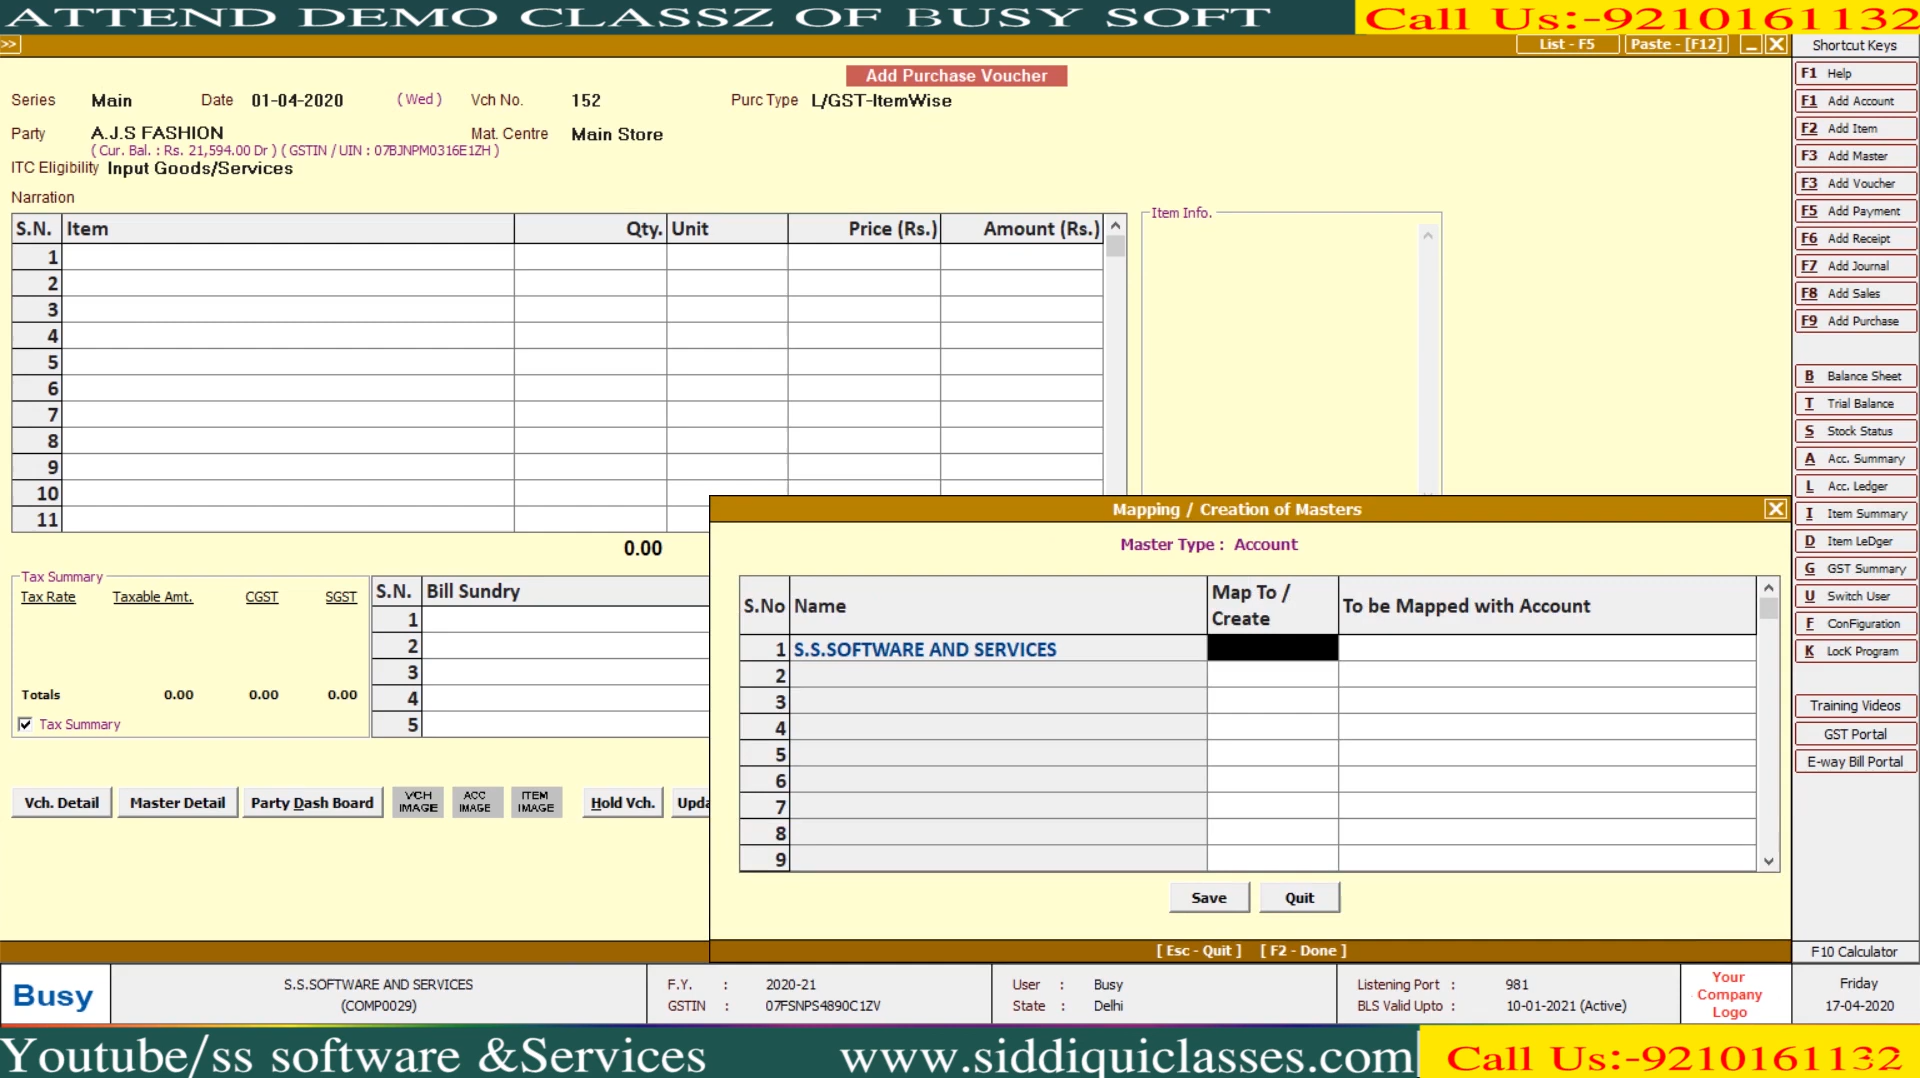 ATTEND DEMO CLASSZ OF BUSY SOFT
Call Us:-9210161132
>>
List - F5
Paste - [F12]
Shortcut Keys
Add Purchase Voucher
Series Main Date 01-04-2020 (Wed) Vch No. 152 Purc Type L/GST-ItemWise
Party A.J.S FASHION Mat. Centre Main Store
( Cur. Bal. : Rs. 21,594.00 Dr ) ( GSTIN / UIN : 07BJNPM0316E1ZH )
ITC Eligibility Input Goods/Services
Narration
S.N. Item Qty. Unit Price (Rs.) Amount (Rs.)
1
2
3
4
5
6
7
8
9
10
11
0.00
Item Info.
Tax Summary
Tax Rate Taxable Amt. CGST SGST
Totals 0.00 0.00 0.00
Tax Summary
S.N. Bill Sundry
1
2
3
4
5
Vch. Detail
Master Detail
Party Dash Board
VCH IMAGE
ACC IMAGE
ITEM IMAGE
Hold Vch.
Upda
Mapping / Creation of Masters
Master Type : Account
S.No Name Map To / Create To be Mapped with Account
1 S.S.SOFTWARE AND SERVICES
2
3
4
5
6
7
8
9
Save
Quit
[ Esc - Quit ] [ F2 - Done ]
F1 Help
F1 Add Account
F2 Add Item
F3 Add Master
F3 Add Voucher
F5 Add Payment
F6 Add Receipt
F7 Add Journal
F8 Add Sales
F9 Add Purchase
B Balance Sheet
T Trial Balance
S Stock Status
A Acc. Summary
L Acc. Ledger
I Item Summary
D Item LeDger
G GST Summary
U Switch User
F ConFiguration
K LocK Program
Training Videos
GST Portal
E-way Bill Portal
F10 Calculator
Busy
S.S.SOFTWARE AND SERVICES
(COMP0029)
F.Y. : 2020-21
GSTIN : 07FSNPS4890C1ZV
User : Busy
State : Delhi
Listening Port : 981
BLS Valid Upto : 10-01-2021 (Active)
Your
Company
Logo
Friday
17-04-2020
Youtube/ss software &Services
www.siddiquiclasses.com
Call Us:-9210161132